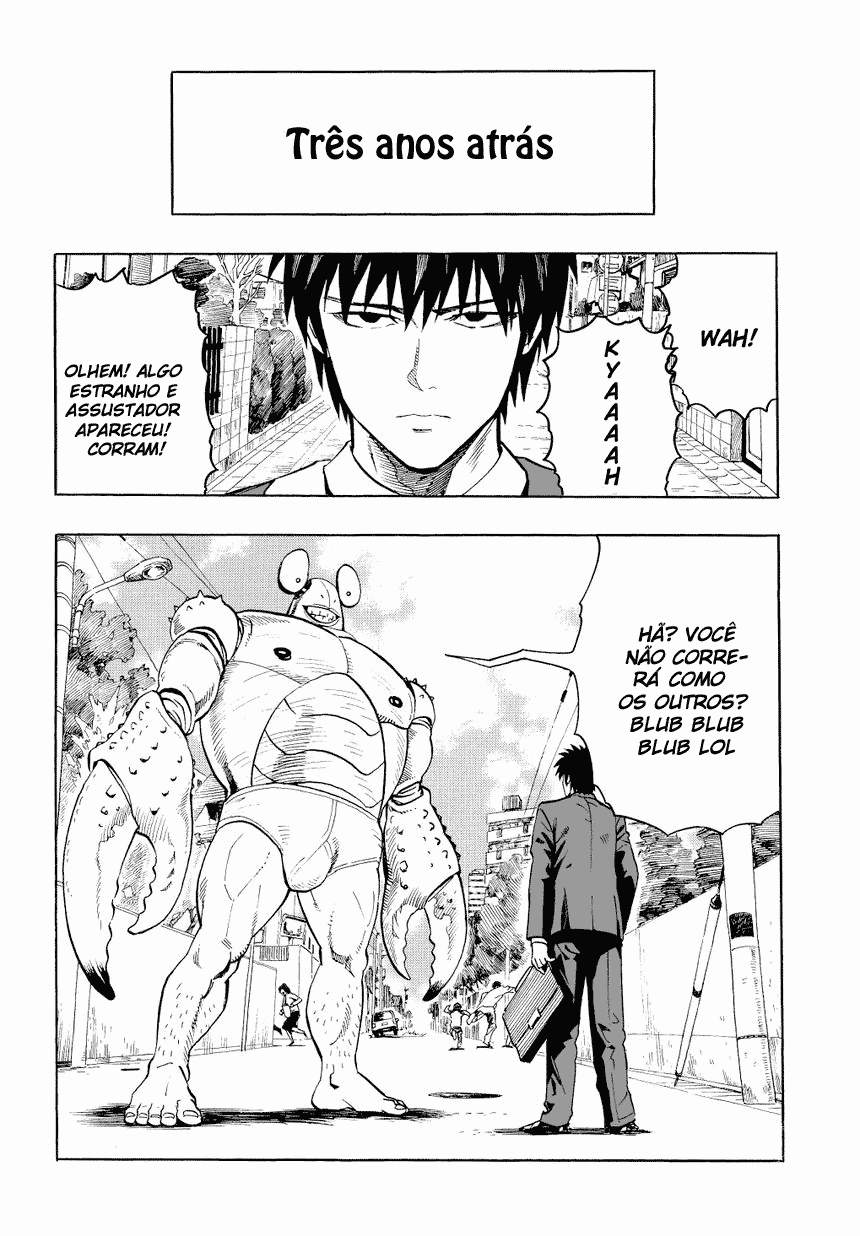 Três anos atrás
WAH!
KYAAAAH
OLHEM! ALGO
ESTRANHO E
ASSUSTADOR
APARECEU!
CORRAM!
HÃ? VOCÊ
NÃO CORRE-
RÁ COMO
OS OUTROS?
BLUB BLUB
BLUB LOL